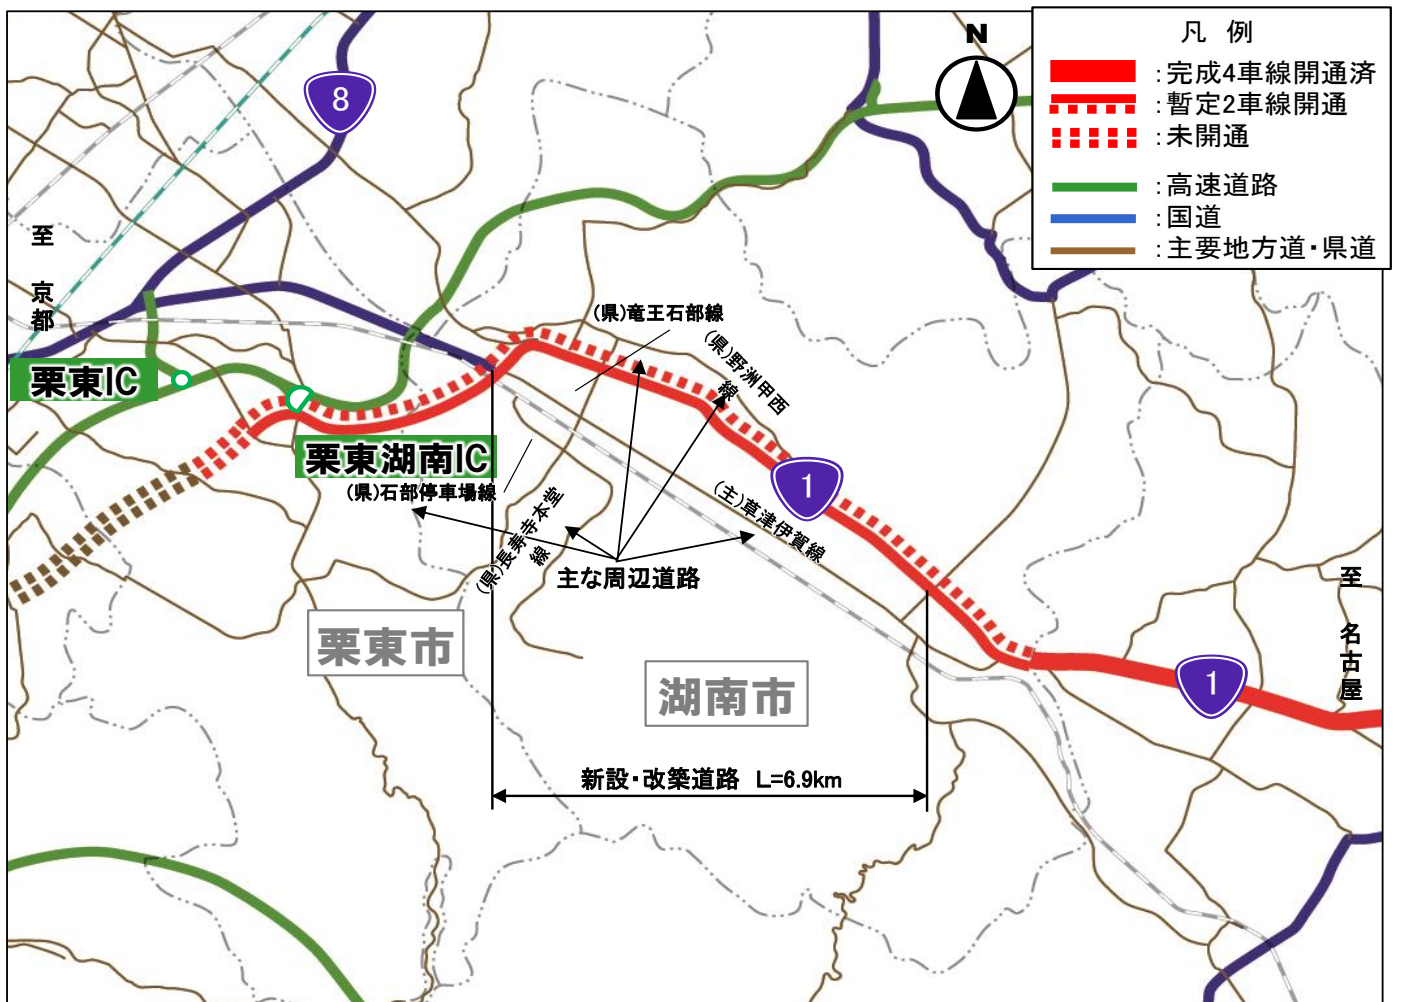 凡 例
:完成4車線開通済
:暫定2車線開通
:未開通
:高速道路
:国道
:主要地方道・県道
N
8
至 京都
栗東IC
栗東湖南IC
(県)竜王石部線
(県)野洲甲西線
1
(県)石部停車場線
(県)長寿寺本堂線
(主)草津伊賀線
主な周辺道路
至 名古屋
栗東市
湖南市
1
新設・改築道路 L=6.9km